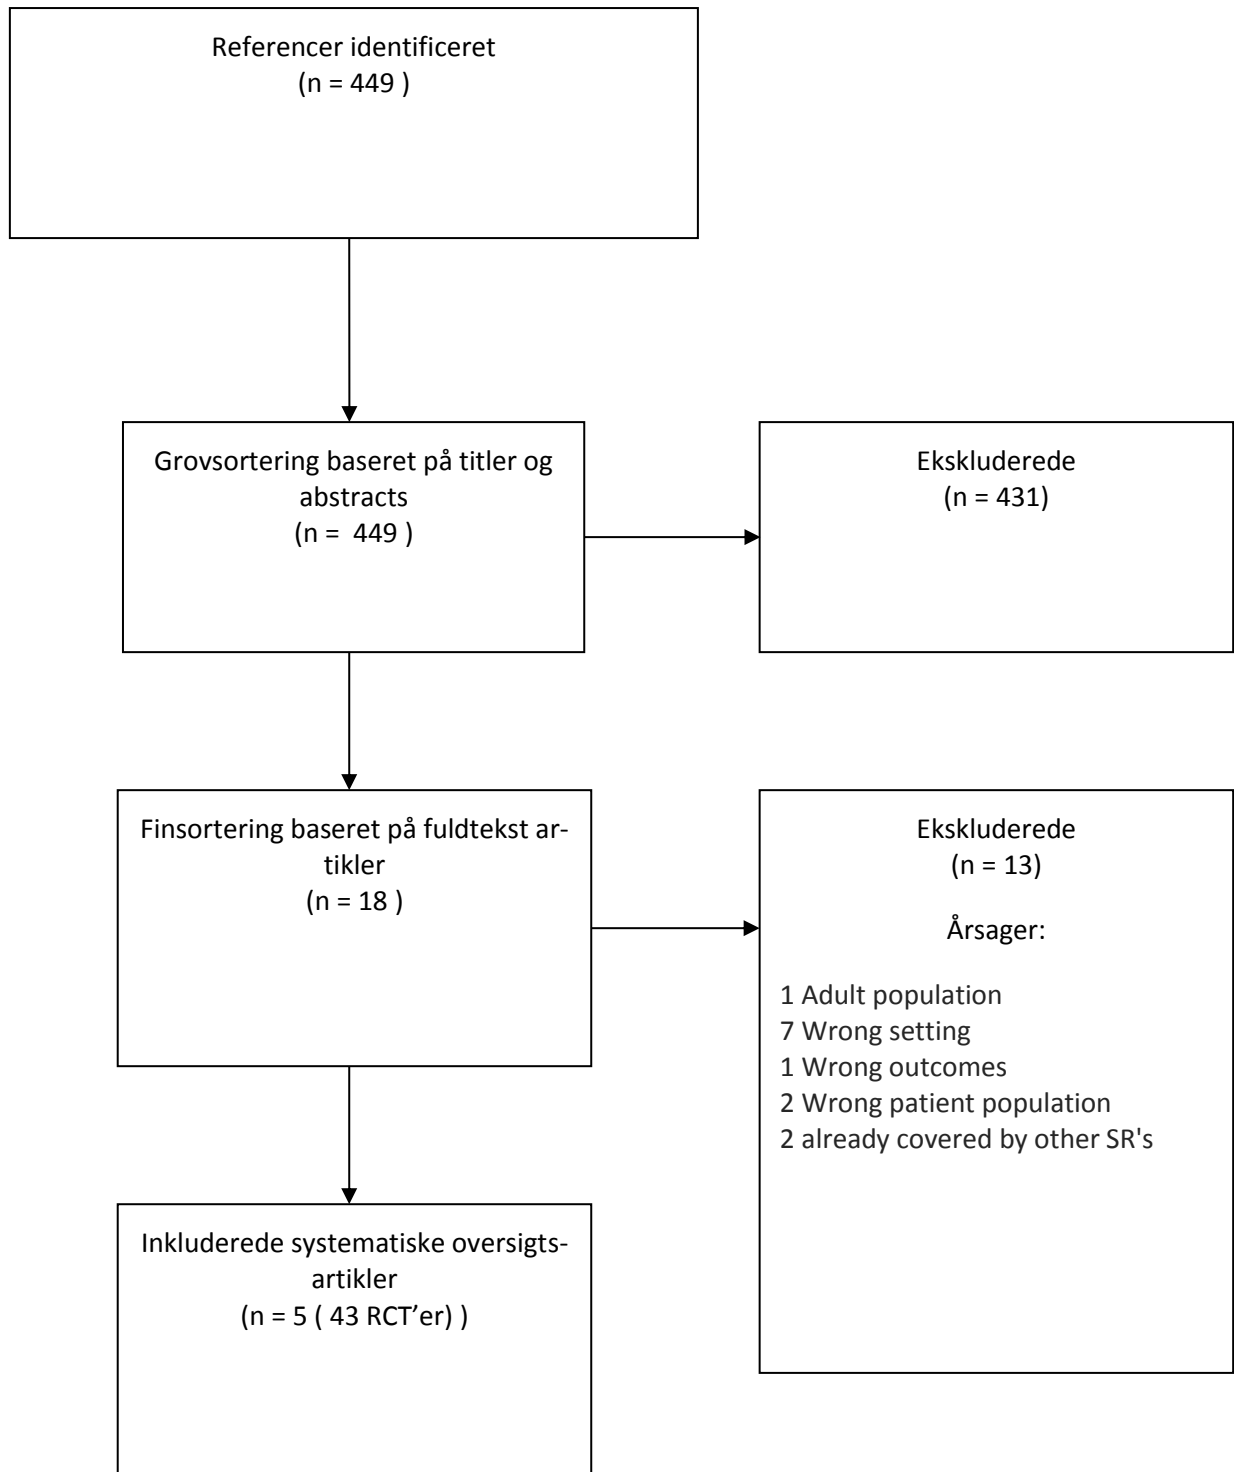 Referencer identificeret
(n = 449 )
Grovsortering baseret på titler og
abstracts
(n =  449 )
Ekskluderede
(n = 431)
Finsortering baseret på fuldtekst ar-
tikler
(n = 18 )
Ekskluderede
(n = 13)
Årsager:
1 Adult population
7 Wrong setting
1 Wrong outcomes
2 Wrong patient population
2 already covered by other SR's
Inkluderede systematiske oversigts-
artikler
(n = 5 ( 43 RCT’er) )